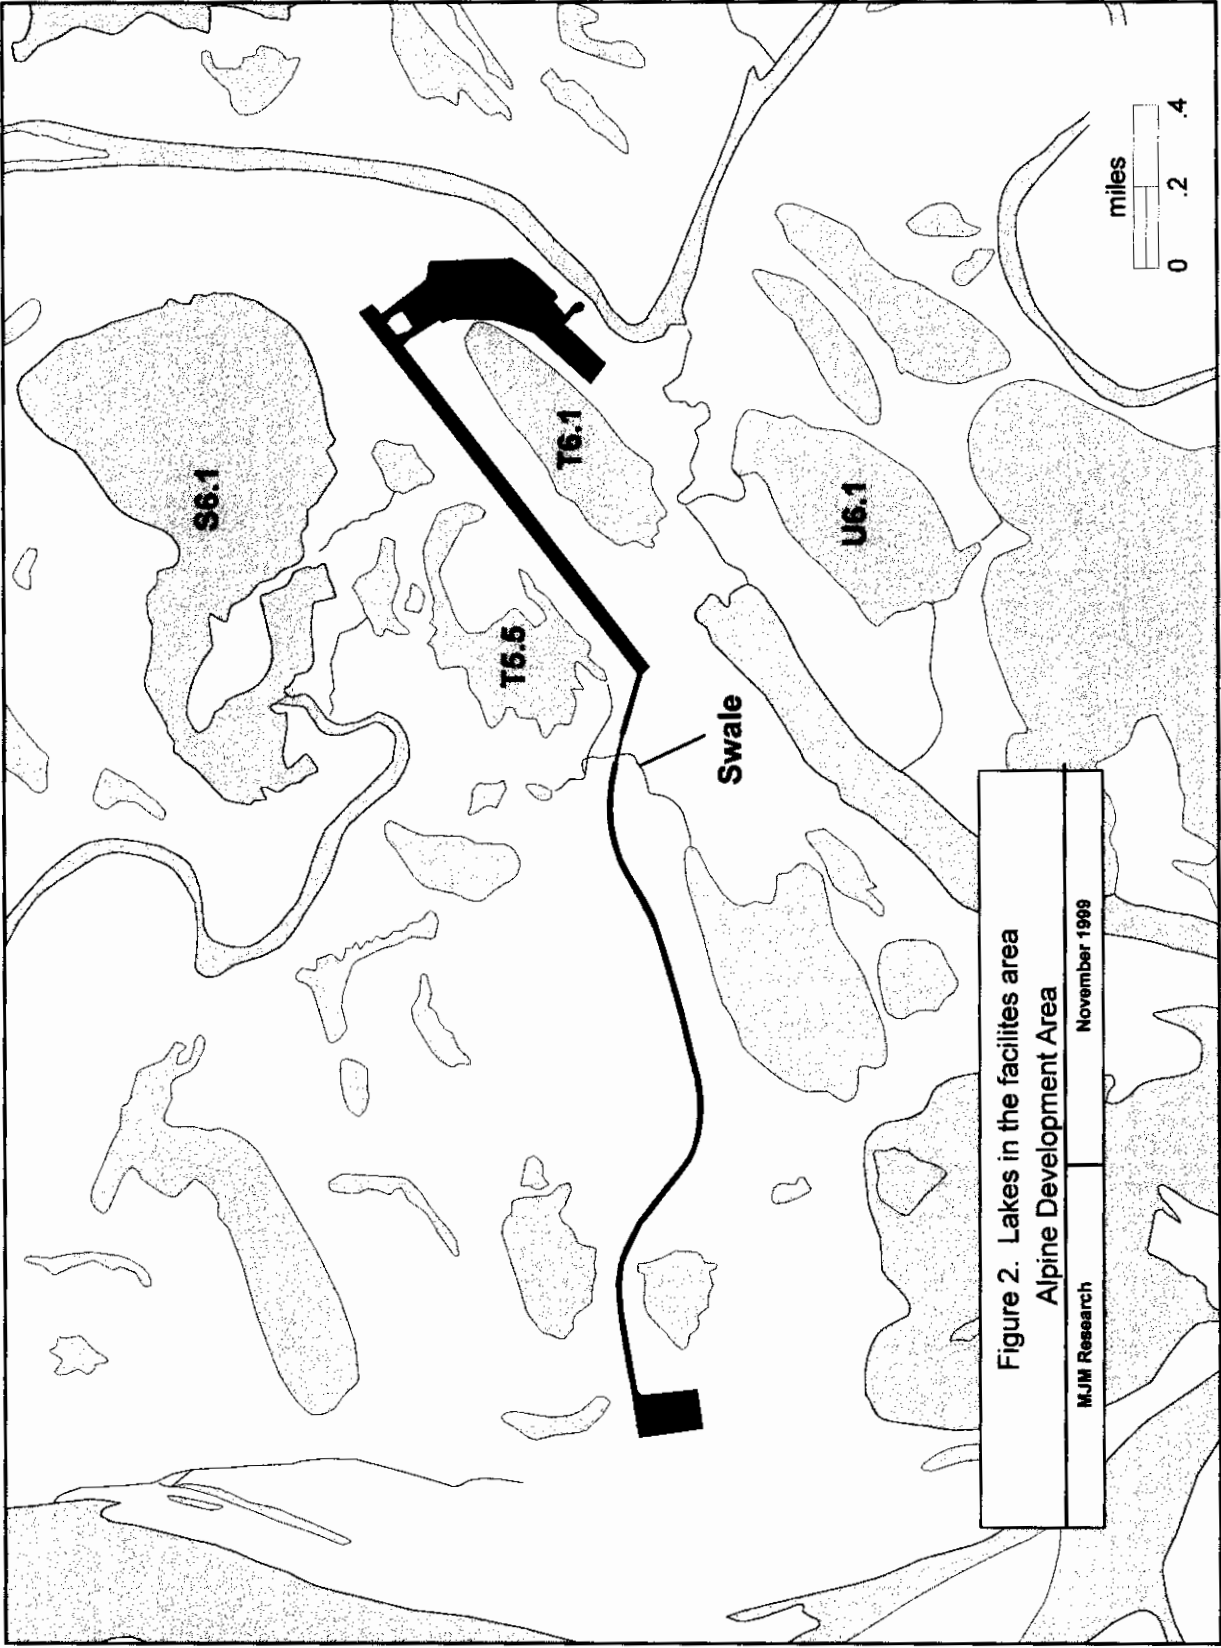 S6.1
T5.5
T6.1
Swale
U6.1
Figure 2. Lakes in the facilites area
Alpine Development Area
MJM Research
November 1999
miles
0 .2 .4